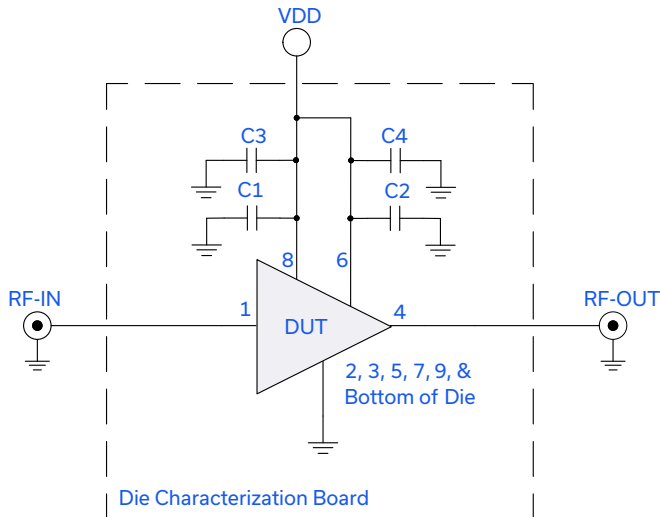 VDD
C3
C4
C1
C2
8
6
RF-IN
1
DUT
4
RF-OUT
2, 3, 5, 7, 9, &
Bottom of Die
Die Characterization Board